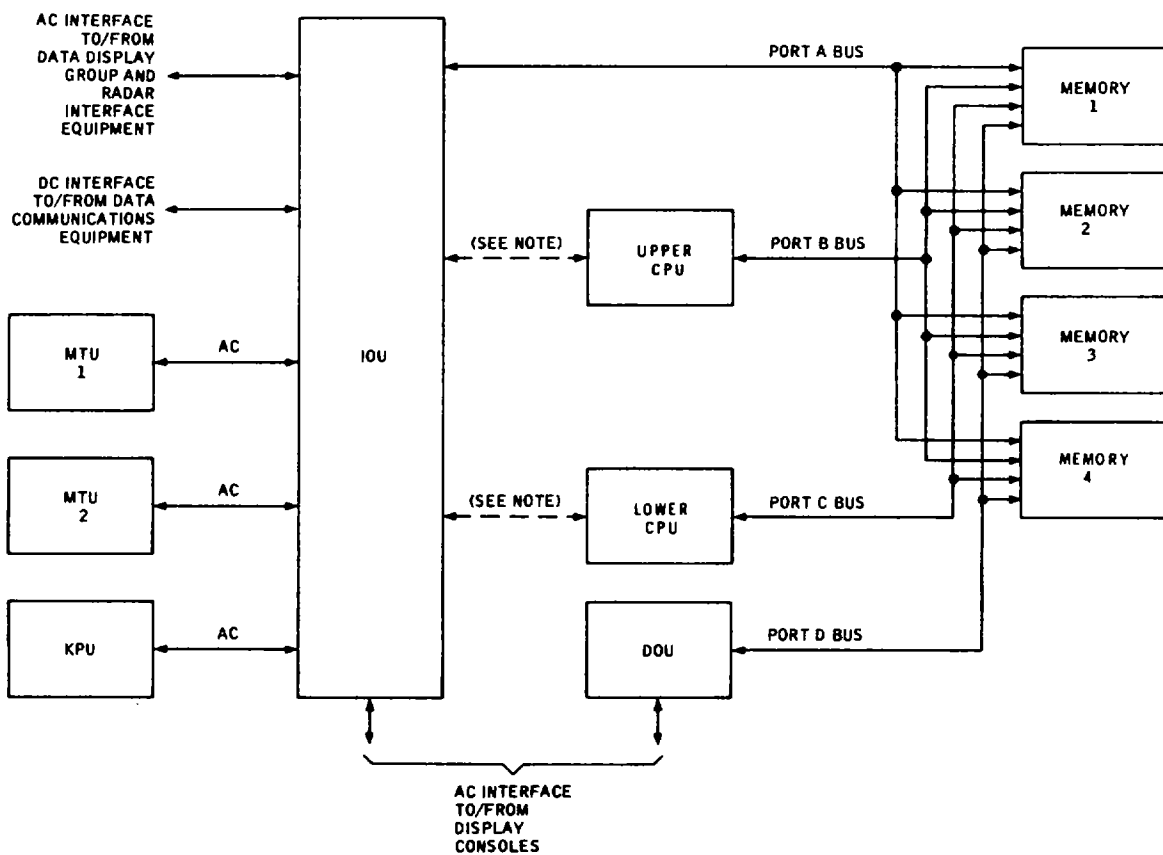 AC INTERFACE
TO/FROM
DATA DISPLAY
GROUP AND
RADAR
INTERFACE
EQUIPMENT
DC INTERFACE
TO/FROM DATA
COMMUNICATIONS
EQUIPMENT
MTU
1
AC
MTU
2
AC
KPU
AC
IOU
PORT A BUS
(SEE NOTE)
UPPER
CPU
PORT B BUS
(SEE NOTE)
LOWER
CPU
PORT C BUS
DOU
PORT D BUS
MEMORY
1
MEMORY
2
MEMORY
3
MEMORY
4
AC INTERFACE
TO/FROM
DISPLAY
CONSOLES